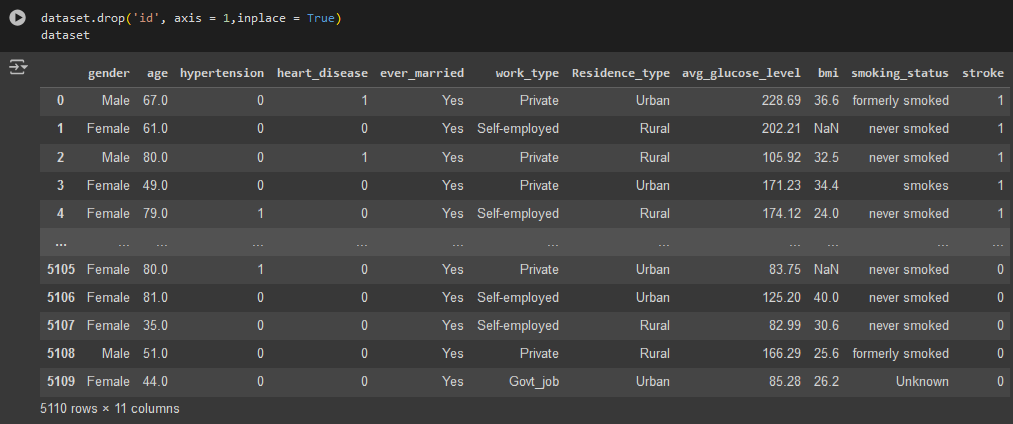 dataset.drop('id', axis = 1,inplace = True)
dataset
gender age hypertension heart_disease ever_married work_type Residence_type avg_glucose_level bmi smoking_status stroke
0 Male 67.0 0 1 Yes Private Urban 228.69 36.6 formerly smoked 1
1 Female 61.0 0 0 Yes Self-employed Rural 202.21 NaN never smoked 1
2 Male 80.0 0 1 Yes Private Rural 105.92 32.5 never smoked 1
3 Female 49.0 0 0 Yes Private Urban 171.23 34.4 smokes 1
4 Female 79.0 1 0 Yes Self-employed Rural 174.12 24.0 never smoked 1
... ... ... ... ... ... ... ... ... ... ... ...
5105 Female 80.0 1 0 Yes Private Urban 83.75 NaN never smoked 0
5106 Female 81.0 0 0 Yes Self-employed Urban 125.20 40.0 never smoked 0
5107 Female 35.0 0 0 Yes Self-employed Rural 82.99 30.6 never smoked 0
5108 Male 51.0 0 0 Yes Private Rural 166.29 25.6 formerly smoked 0
5109 Female 44.0 0 0 Yes Govt_job Urban 85.28 26.2 Unknown 0
5110 rows × 11 columns